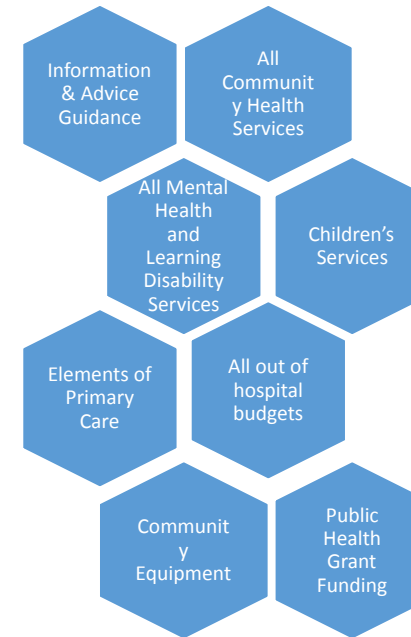 Information
& Advice
Guidance
All
Communit
y Health
Services
All Mental
Health
and
Learning
Disability
Services
Children's
Services
Elements of
Primary
Care
All out of
hospital
budgets
Communit
y
Equipment
Public
Health
Grant
Funding